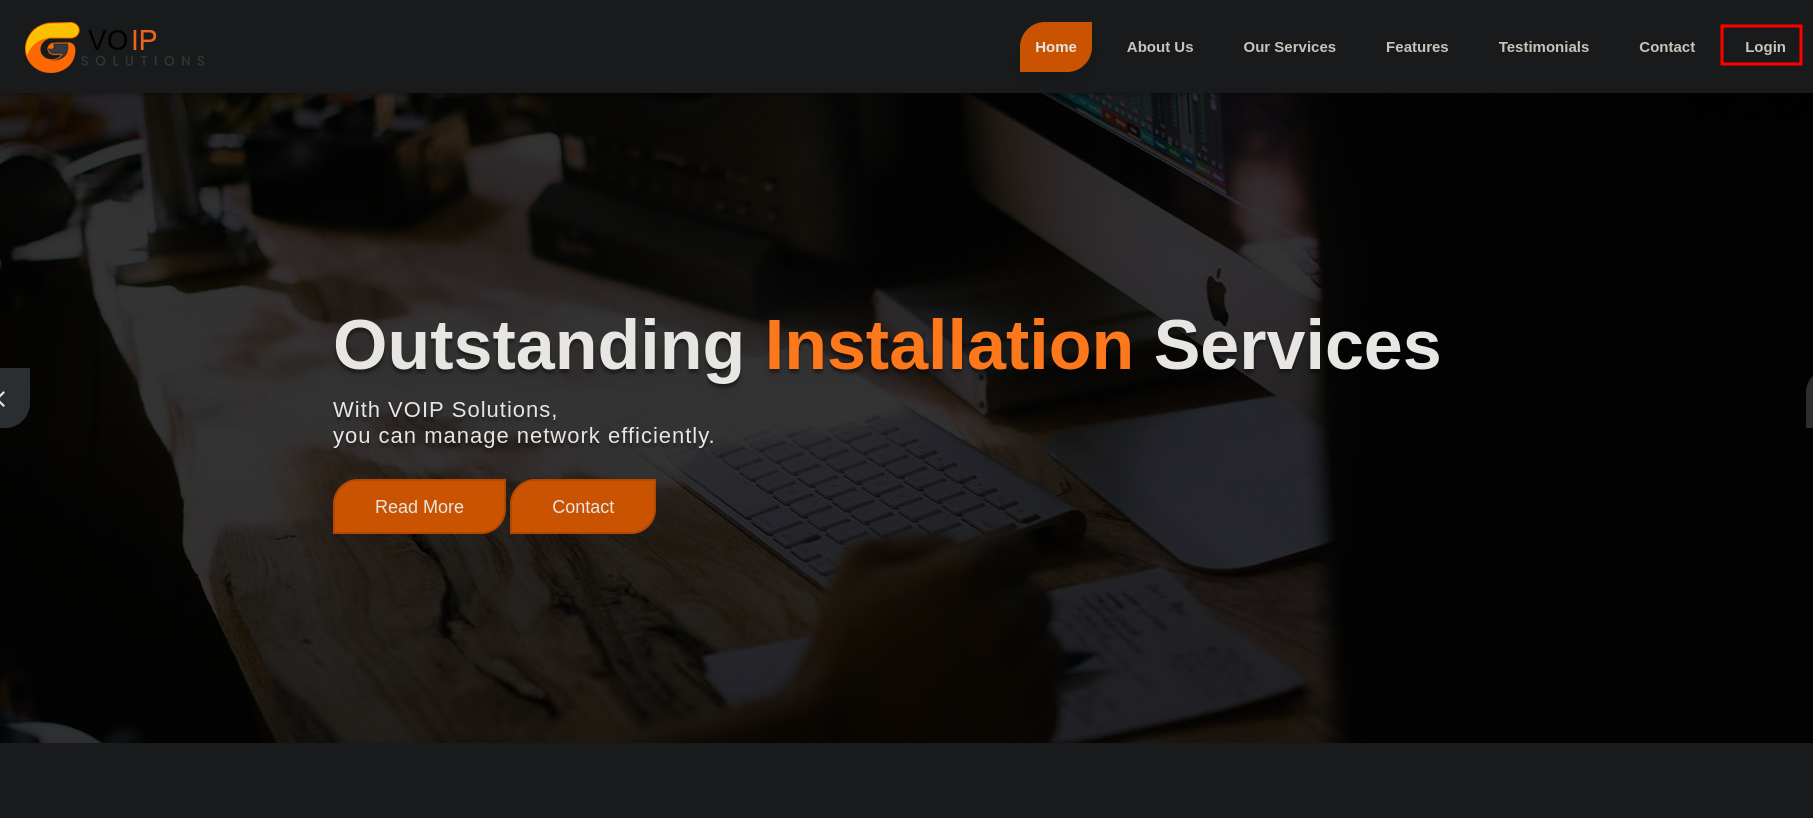 VOIP
SOLUTIONS
Home About Us Our Services Features Testimonials Contact Login
Outstanding Installation Services
With VOIP Solutions,
you can manage network efficiently.
Read More Contact